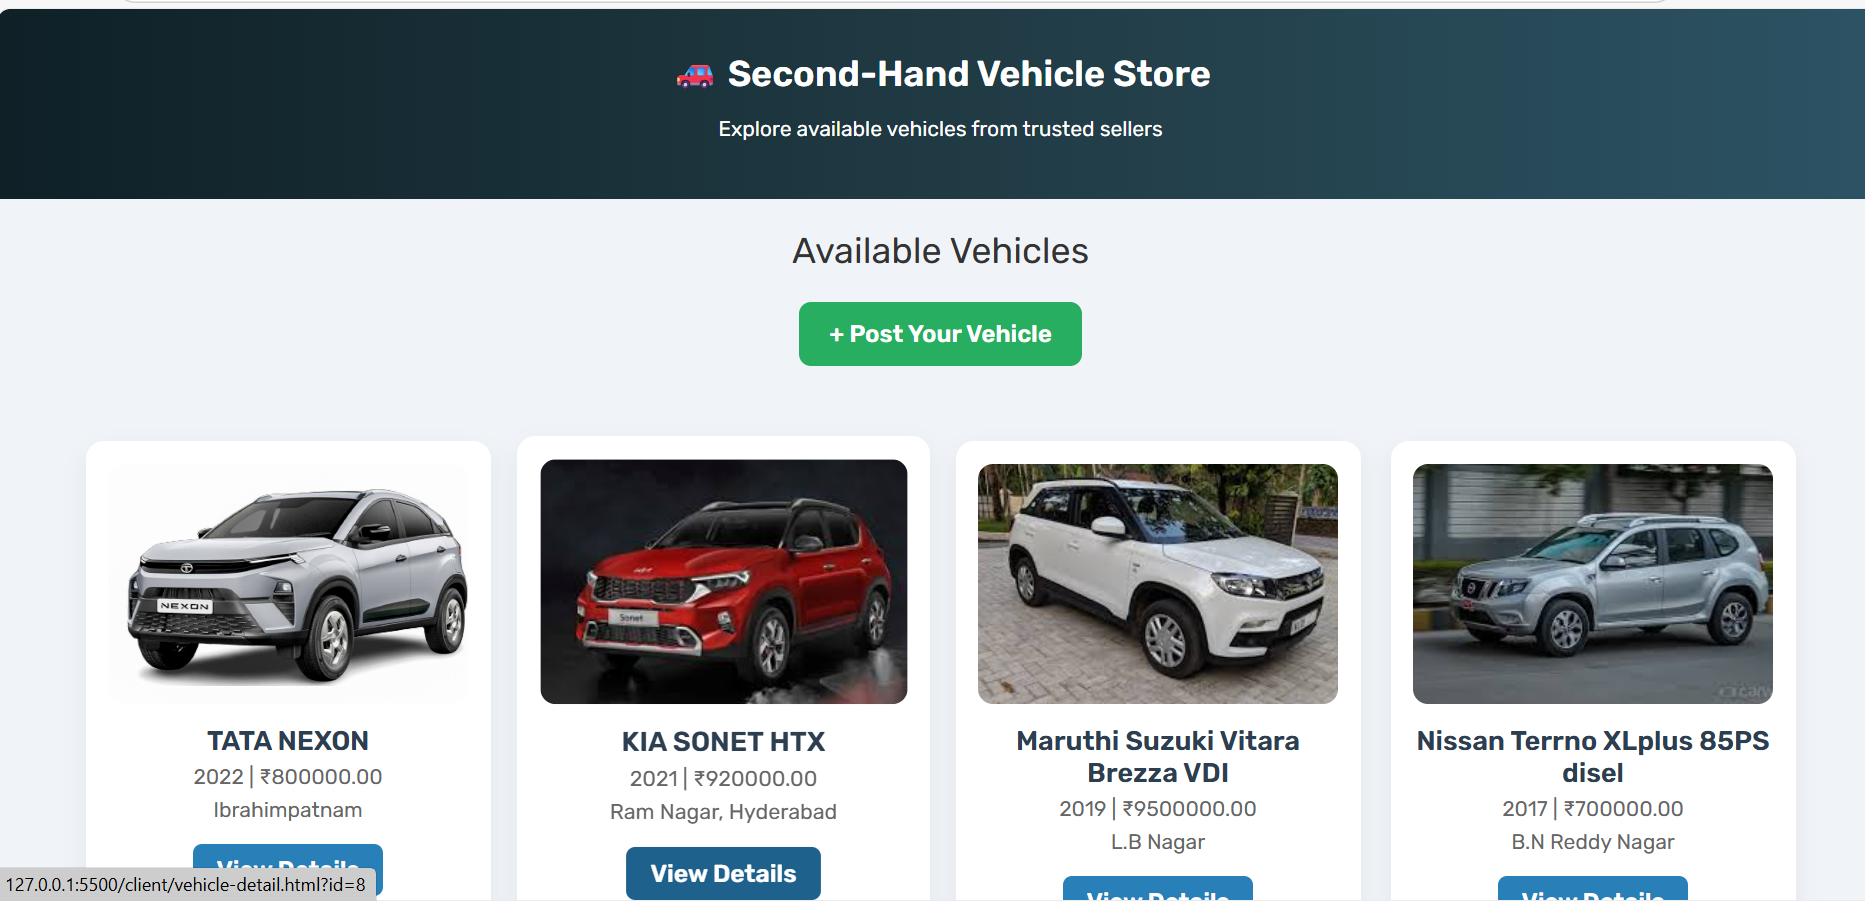 Second-Hand Vehicle Store
Explore available vehicles from trusted sellers
Available Vehicles
+ Post Your Vehicle
NEXON
Sonet
TATA NEXON
2022 | ₹800000.00
Ibrahimpatnam
View Details
KIA SONET HTX
2021 | ₹920000.00
Ram Nagar, Hyderabad
View Details
Maruthi Suzuki Vitara
Brezza VDI
2019 | ₹9500000.00
L.B Nagar
View Details
Nissan Terrno XLplus 85PS
disel
2017 | ₹700000.00
B.N Reddy Nagar
View Details
127.0.0.1:5500/client/vehicle-detail.html?id=8